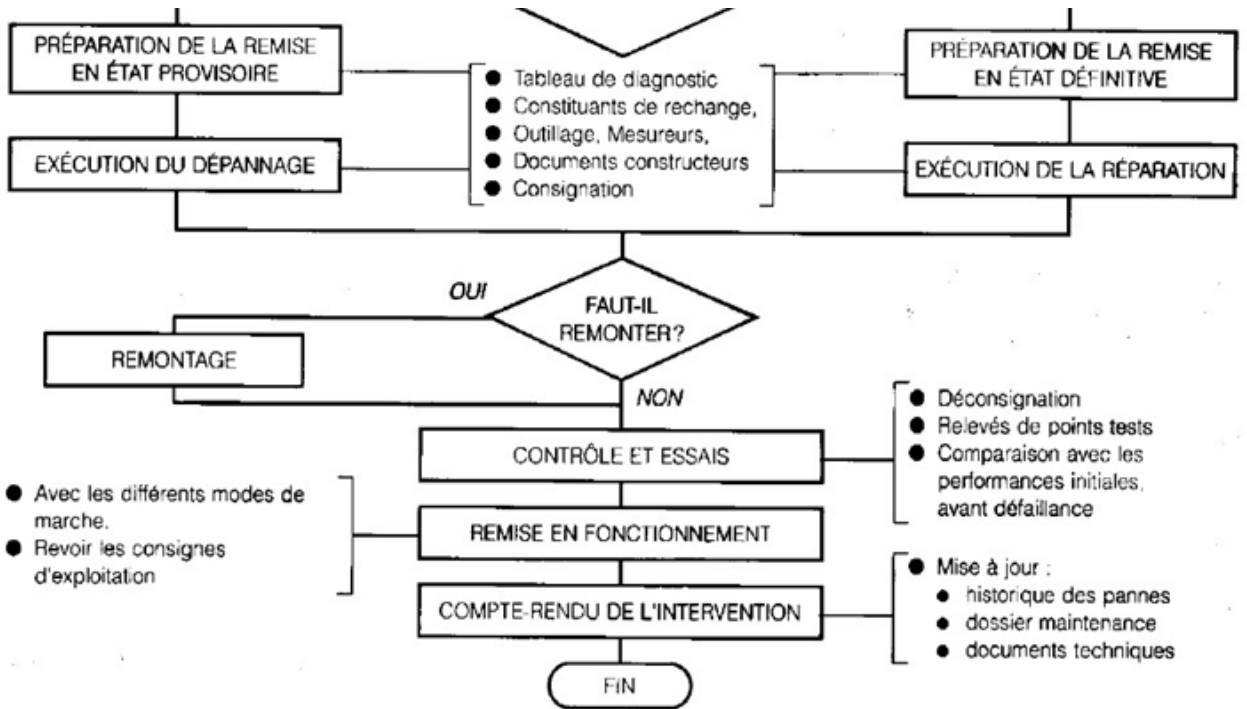 PRÉPARATION DE LA REMISE
EN ÉTAT PROVISOIRE
● Tableau de diagnostic
● Constituants de rechange,
● Outillage, Mesureurs,
● Documents constructeurs
● Consignation
PRÉPARATION DE LA REMISE
EN ÉTAT DÉFINITIVE
EXÉCUTION DU DÉPANNAGE
EXÉCUTION DE LA RÉPARATION
OUI
FAUT-IL
REMONTER?
REMONTAGE
NON
CONTRÔLE ET ESSAIS
● Déconsignation
● Relevés de points tests
● Comparaison avec les
performances initiales,
avant défaillance
● Avec les différents modes de
marche.
● Revoir les consignes
d'exploitation
REMISE EN FONCTIONNEMENT
COMPTE-RENDU DE L'INTERVENTION
● Mise à jour :
● historique des pannes
● dossier maintenance
● documents techniques
FIN